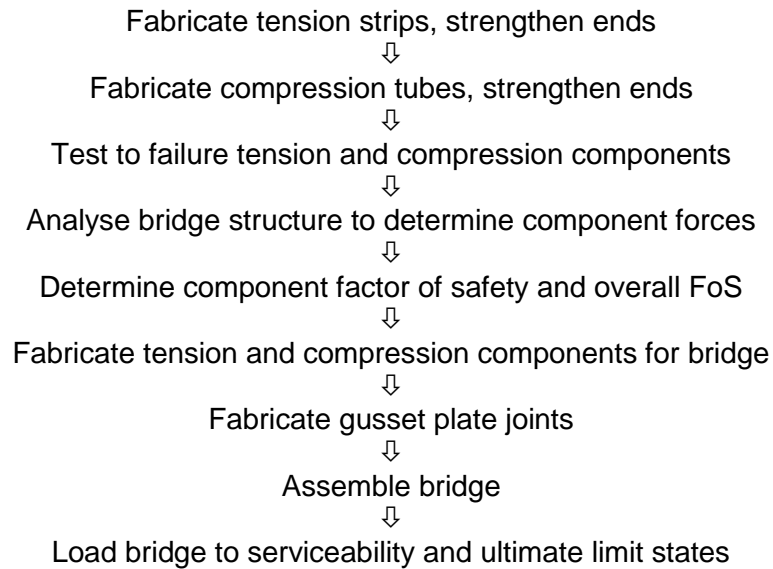 Fabricate tension strips, strengthen ends
⇩
Fabricate compression tubes, strengthen ends
⇩
Test to failure tension and compression components
⇩
Analyse bridge structure to determine component forces
⇩
Determine component factor of safety and overall FoS
⇩
Fabricate tension and compression components for bridge
⇩
Fabricate gusset plate joints
⇩
Assemble bridge
⇩
Load bridge to serviceability and ultimate limit states